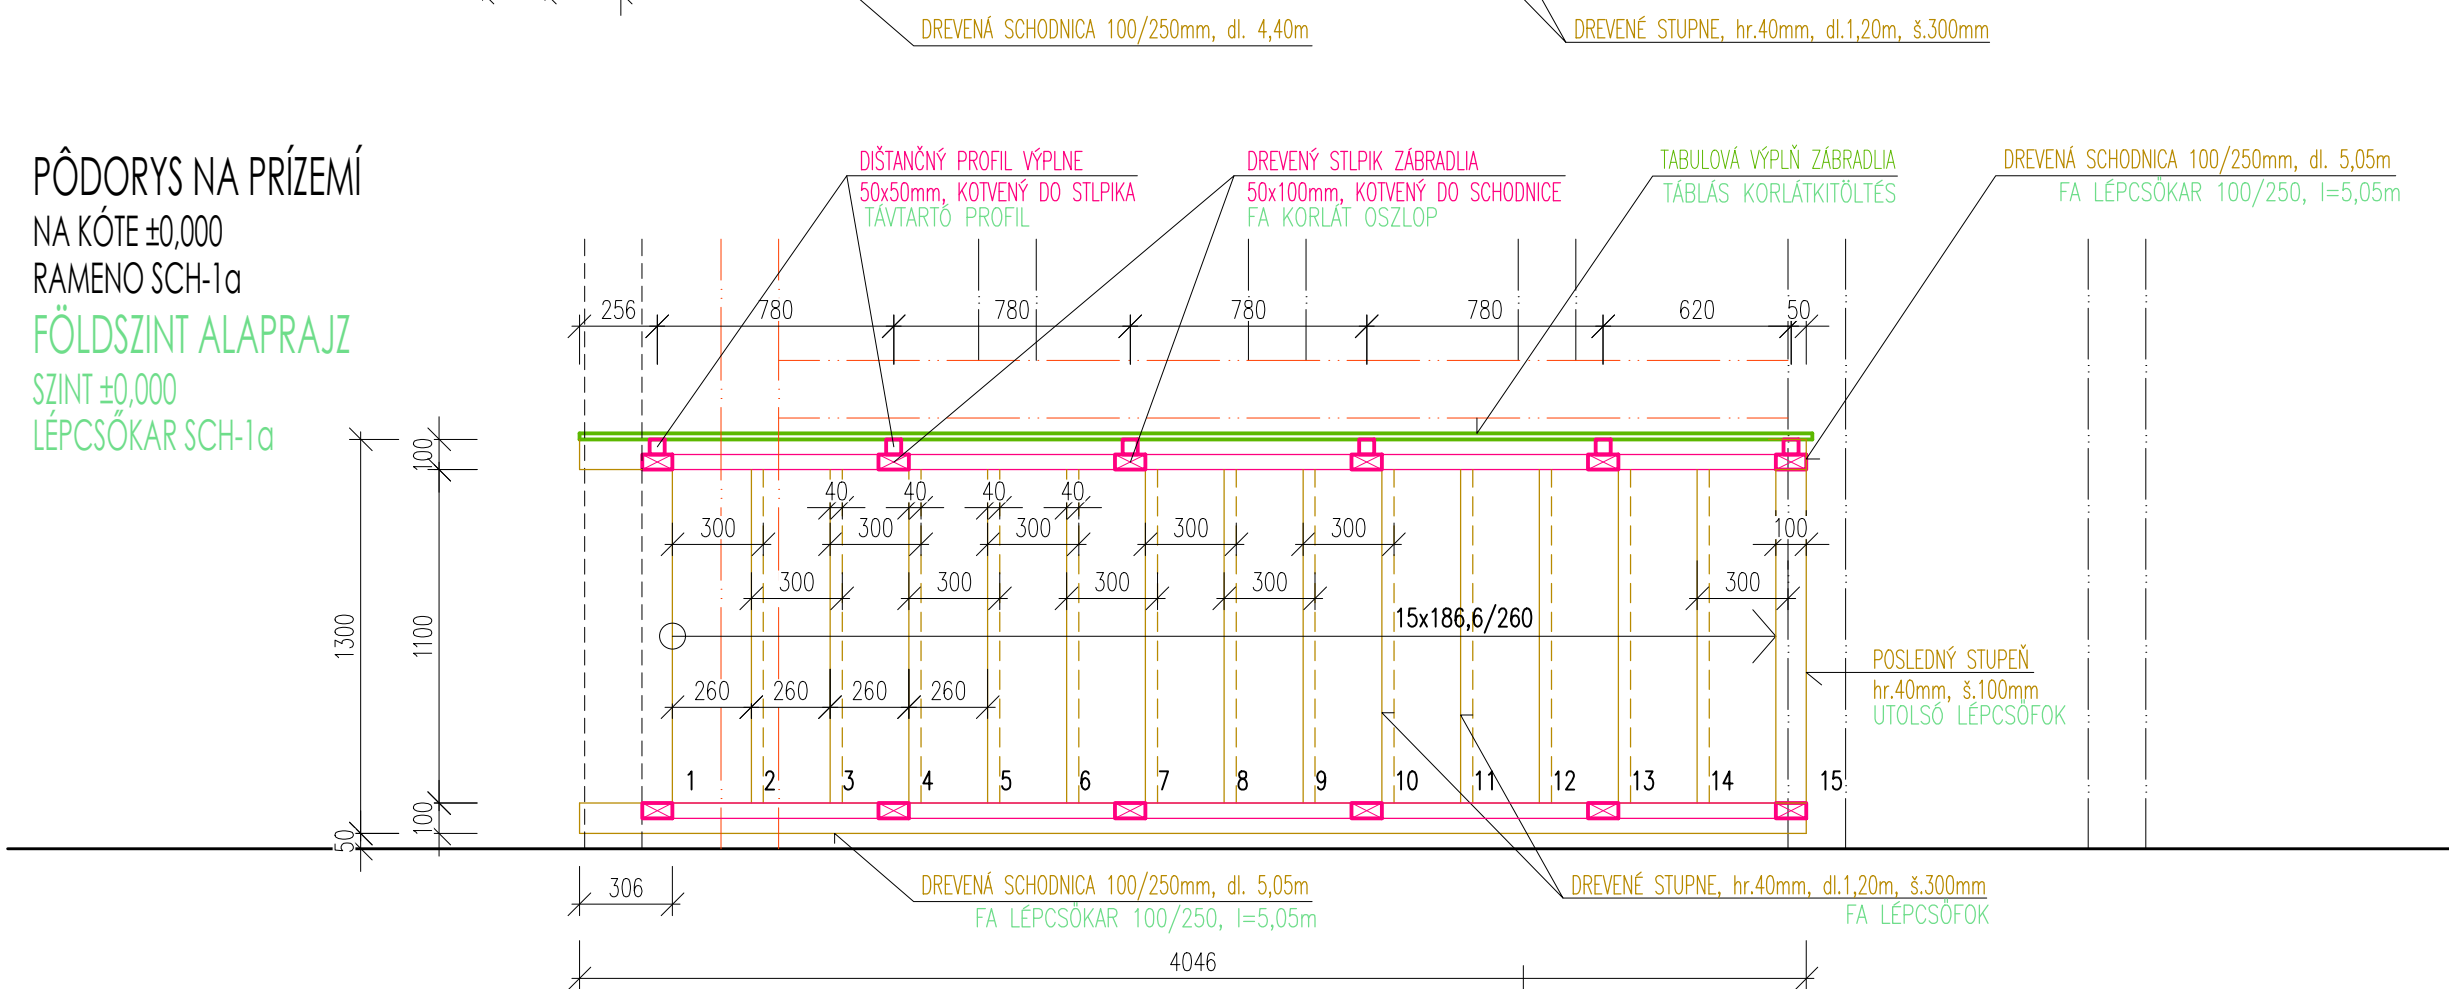 DREVENÁ SCHODNICA 100/250mm, dl. 4,40m
DREVENÉ STUPNE, hr.40mm, dl.1,20m, š.300mm
PÔDORYS NA PRÍZEMÍ
NA KÓTE ±0,000
RAMENO SCH-1a
FÖLDSZINT ALAPRAJZ
SZINT ±0,000
LÉPCSŐKAR SCH-1a
DIŠTANČNÝ PROFIL VÝPLNE
50x50mm, KOTVENÝ DO STLPIKA
TÁVTARTÓ PROFIL
DREVENÝ STLPIK ZÁBRADLIA
50x100mm, KOTVENÝ DO SCHODNICE
FA KORLÁT OSZLOP
TABULOVÁ VÝPLŇ ZÁBRADLIA
TÁBLÁS KORLÁTKITÖLTÉS
DREVENÁ SCHODNICA 100/250mm, dl. 5,05m
FA LÉPCSŐKAR 100/250, l=5,05m
256 780 780 780 780 620 50
100
1100
100
1300
50
40 40 40 40
300 300 300 300 300 100
300 300 300 300 300
15x186,6/260
260 260 260 260
1 2 3 4 5 6 7 8 9 10 11 12 13 14 15
POSLEDNÝ STUPEŇ
hr.40mm, š.100mm
UTOLSÓ LÉPCSŐFOK
306
DREVENÁ SCHODNICA 100/250mm, dl. 5,05m
FA LÉPCSŐKAR 100/250, l=5,05m
DREVENÉ STUPNE, hr.40mm, dl.1,20m, š.300mm
FA LÉPCSŐFOK
4046